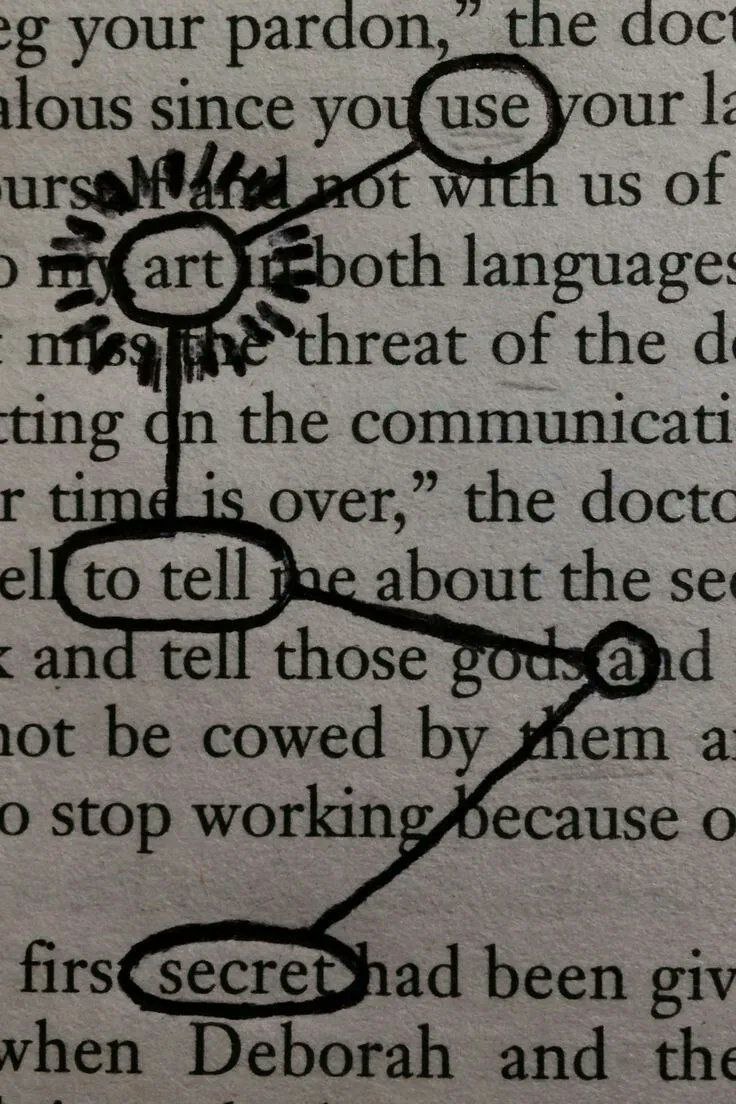 eg your pardon,” the doct
alous since you use your la
ourself and not with us of
o my art in both languages
t miss the threat of the d
tting on the communicati
r time is over,” the docto
ell to tell me about the sec
k and tell those gods and
not be cowed by them a
o stop working because o
first secret had been giv
when Deborah and the